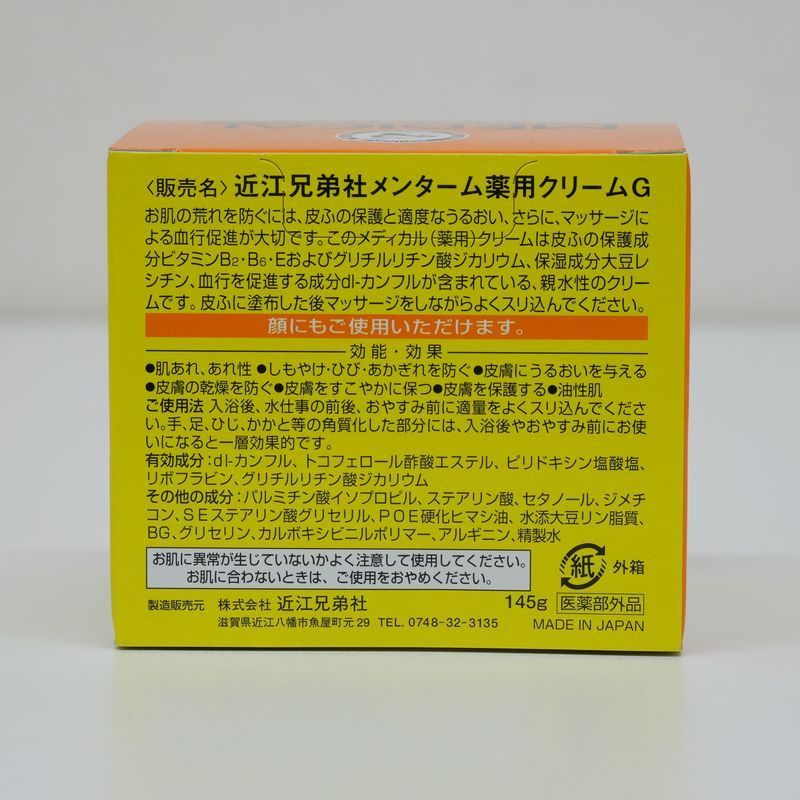 MEDICAL
〈販売名〉近江兄弟社メンターム薬用クリームG
お肌の荒れを防ぐには、皮ふの保護と適度なうるおい、さらに、マッサージに
よる血行促進が大切です。このメディカル(薬用)クリームは皮ふの保護成
分ビタミンB₂・B₆・EおよびグリチルリチN酸ジカリウム、保湿成分大豆レ
シチン、血行を促進する成分dl-カンフルが含まれている、親水性のクリー
ムです。皮ふに塗布した後マッサージをしながらよくスリ込んでください。
顔にもご使用いただけます。
効能・効果
●肌あれ、あれ性 ●しもやけ・ひび・あかぎれを防ぐ ●皮膚にうるおいを与える
●皮膚の乾燥を防ぐ ●皮膚をすこやかに保つ ●皮膚を保護する ●油性肌
ご使用法 入浴後、水仕事の前後、おやすみ前に適量をよくスリ込んでくださ
い。手、足、ひじ、かかと等の角質化した部分には、入浴後やおやすみ前にお使
いになると一層効果的です。
有効成分:dl-カンフル、トコフェロール酢酸エステル、ピリドキシン塩酸塩、
リボフラビン、グリチルリチン酸ジカリウム
その他の成分:パルミチン酸イソプロピル、ステアリン酸、セタノール、ジメチ
コン、SEステアリン酸グリセリル、POE硬化ヒマシ油、水添大豆リン脂質、
BG、グリセリン、カルボキシビニルポリマー、アルギニン、精製水
お肌に異常が生じていないかよく注意して使用してください。
お肌に合わないときは、ご使用をおやめください。
紙 外箱
製造販売元 株式会社 近江兄弟社 145g 医薬部外品
滋賀県近江八幡市魚屋町元29 TEL. 0748-32-3135 MADE IN JAPAN